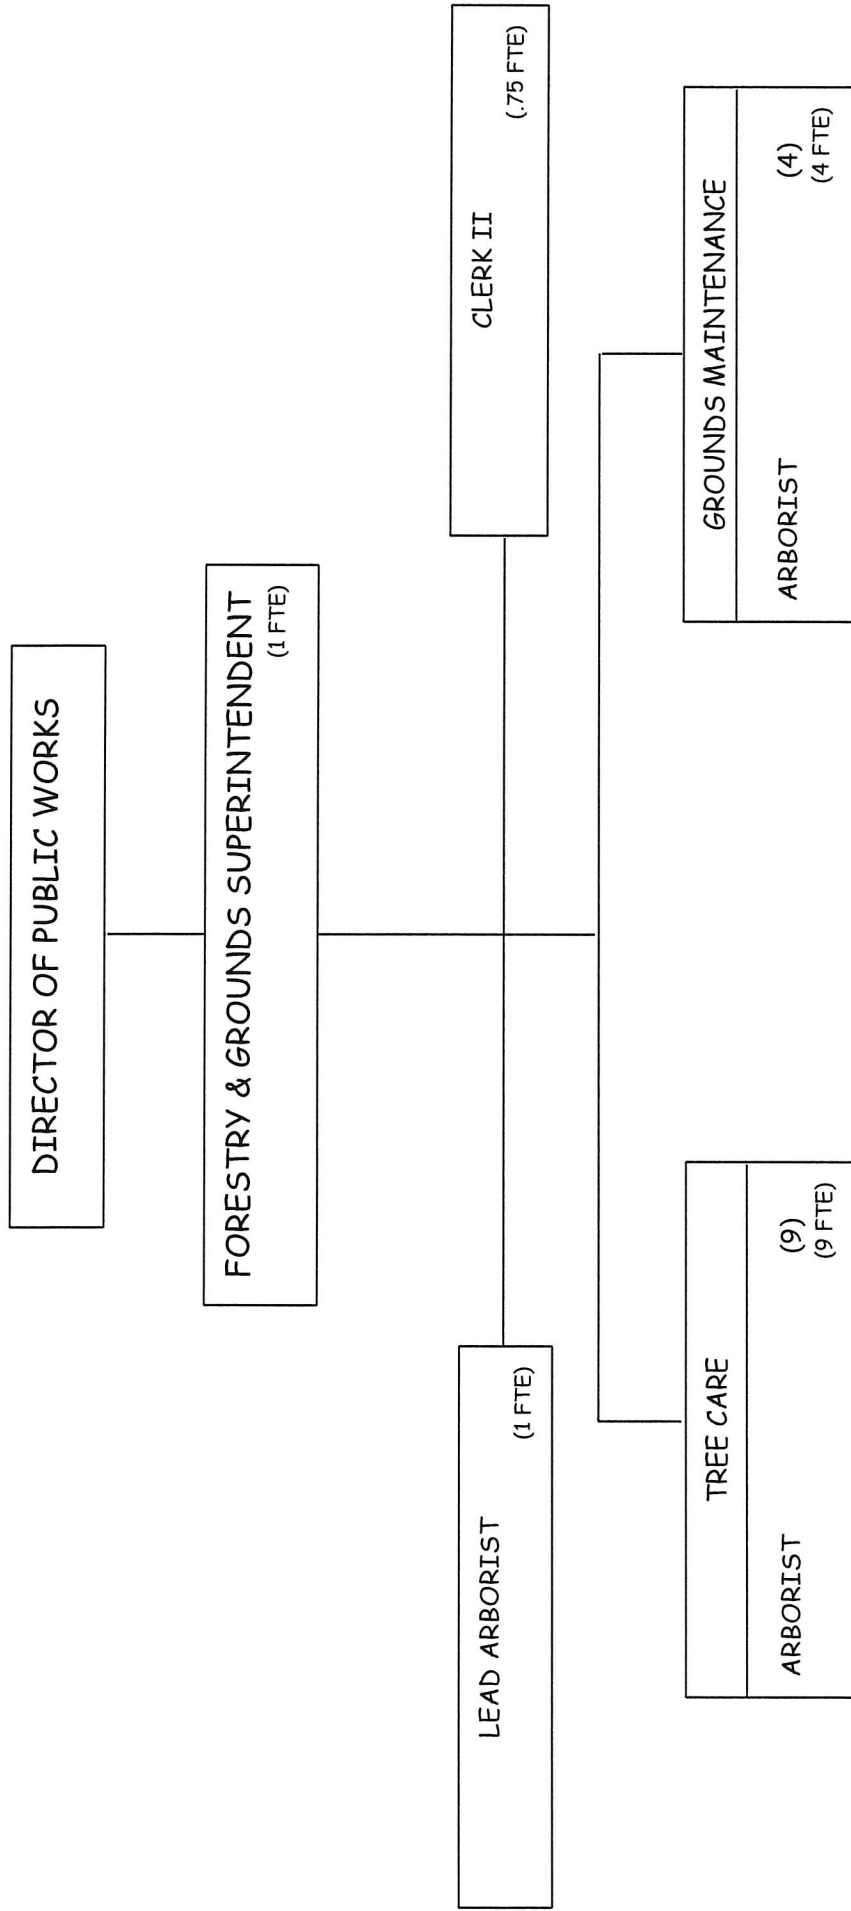 DIRECTOR OF PUBLIC WORKS
FORESTRY & GROUNDS SUPERINTENDENT
(1 FTE)
LEAD ARBORIST
(1 FTE)
CLERK II
(.75 FTE)
TREE CARE
ARBORIST (9)
(9 FTE)
GROUNDS MAINTENANCE
ARBORIST (4)
(4 FTE)